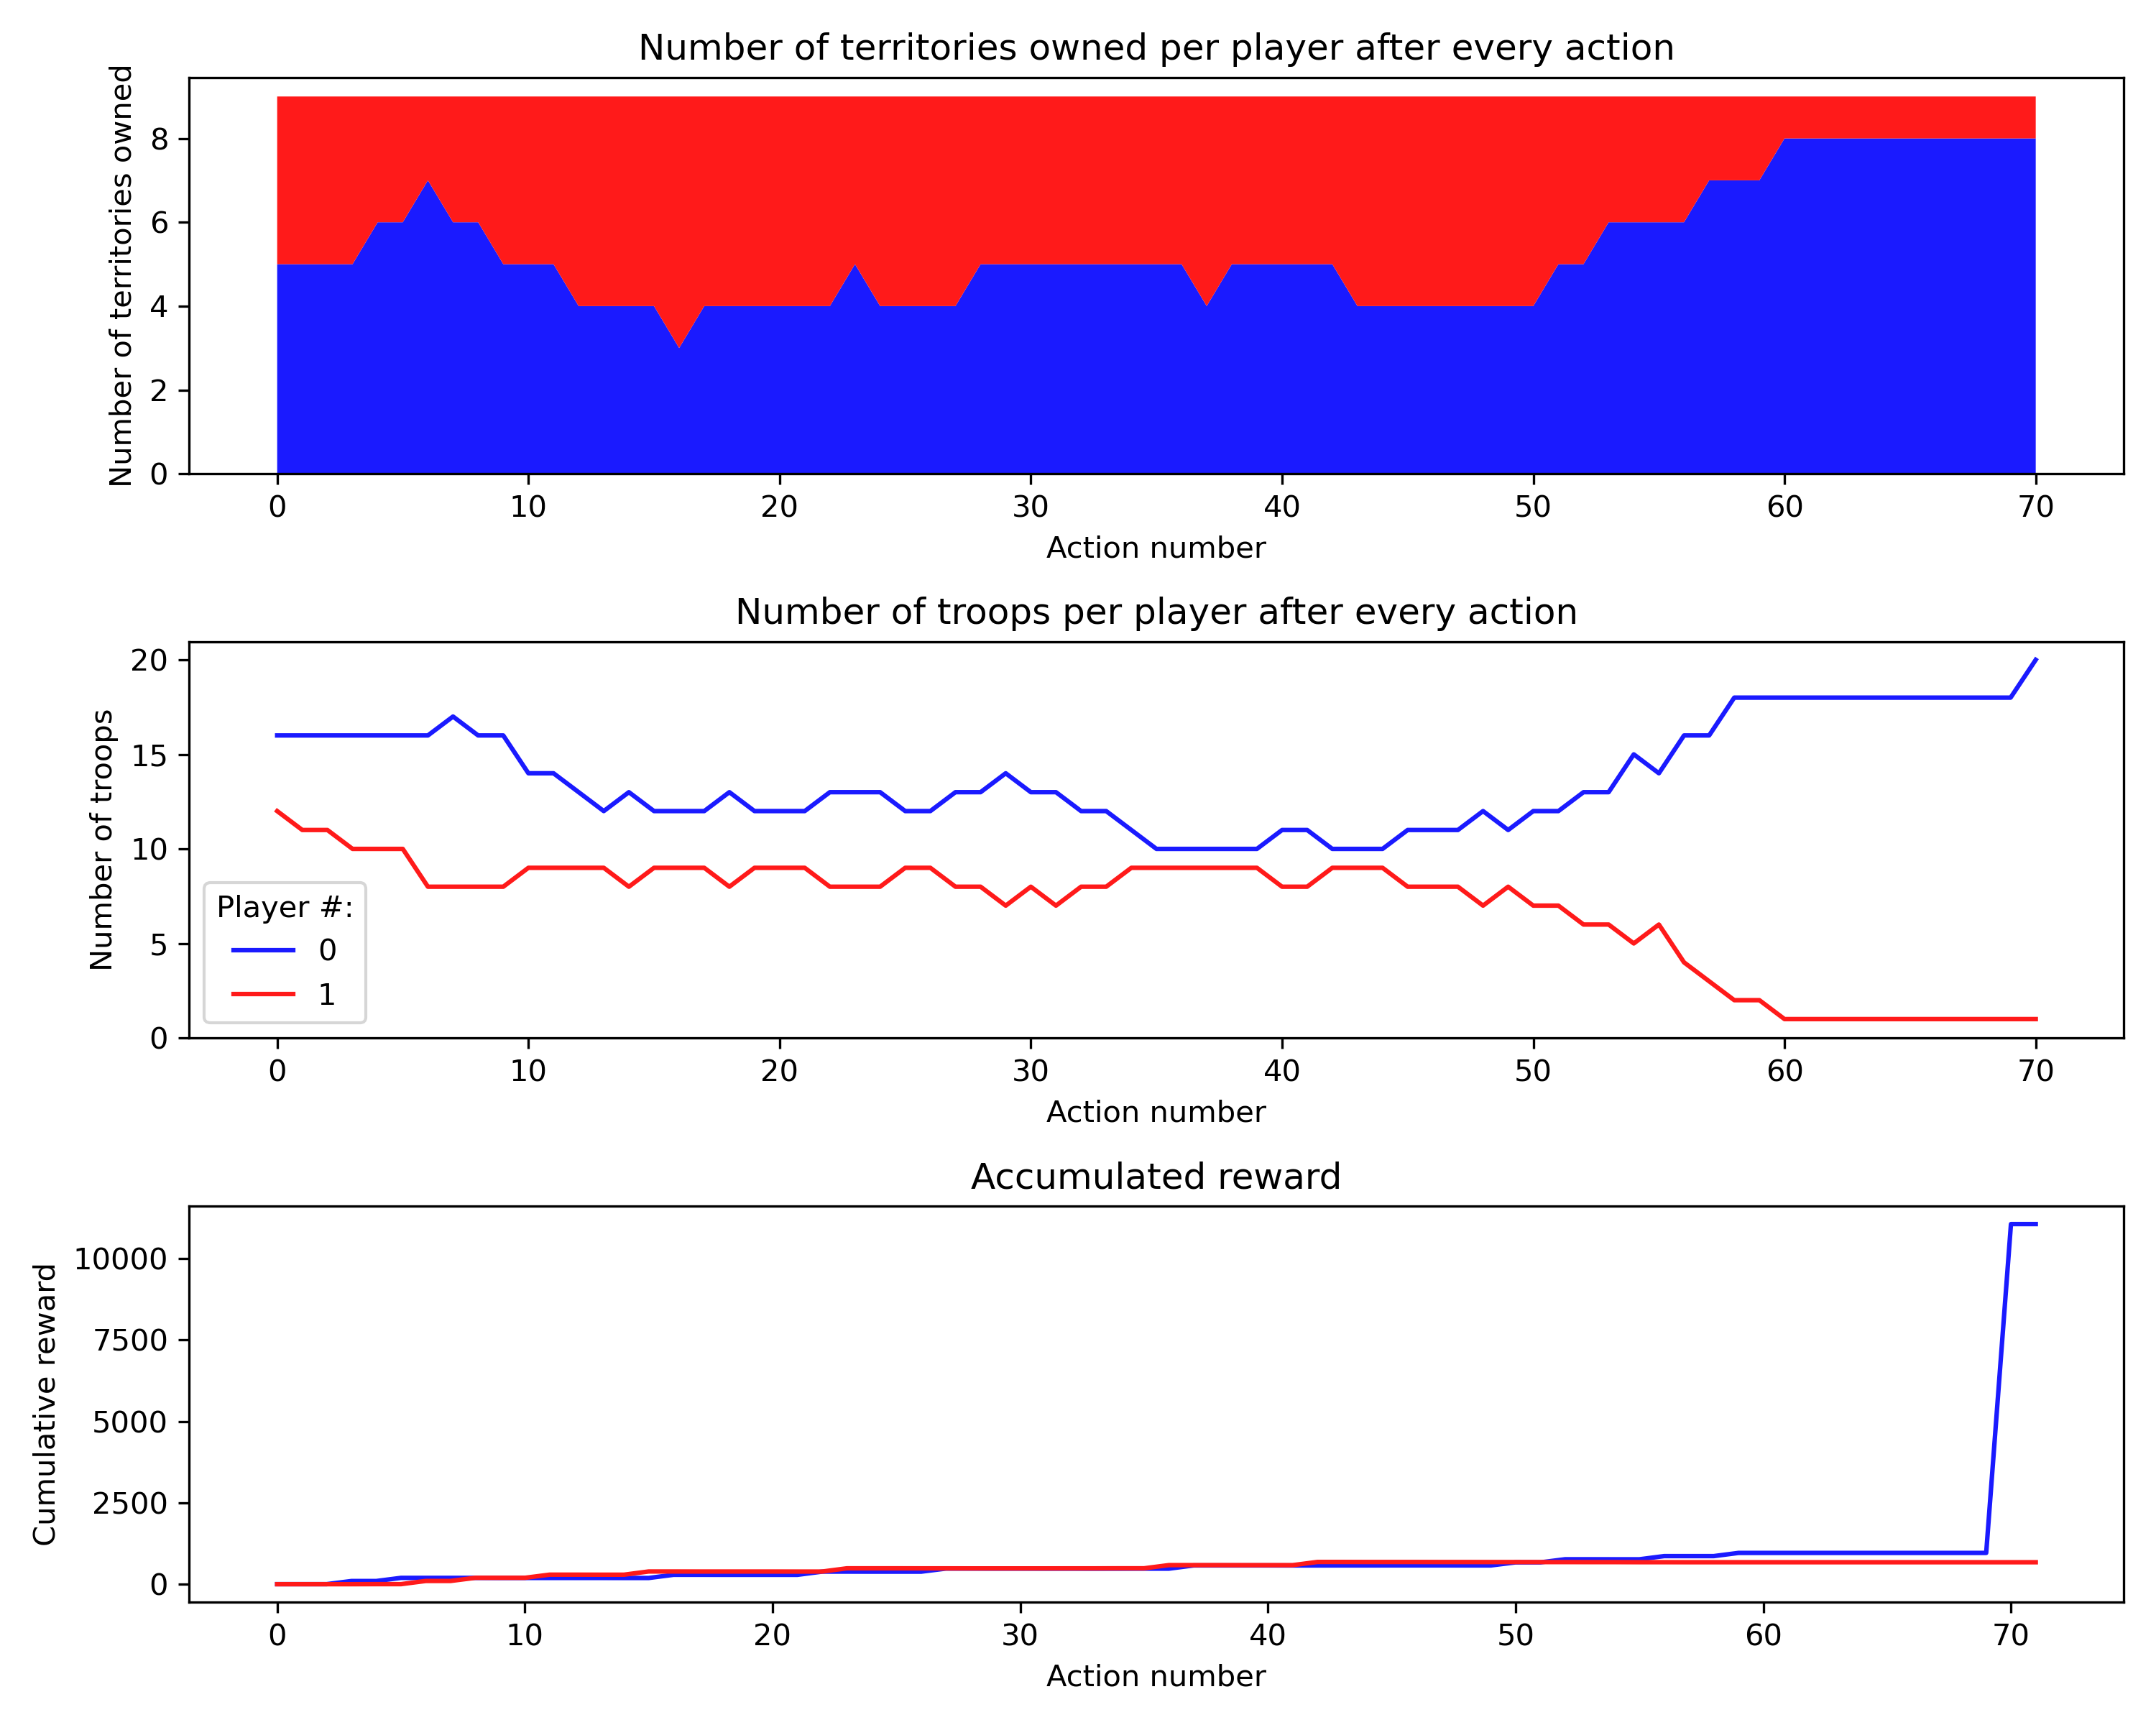 Number of territories owned per player after every action
Number of territories owned
8
6
4
2
0
0 10 20 30 40 50 60 70
Action number
Number of troops per player after every action
Number of troops
20
15
10
5
0
Player #:
0
1
0 10 20 30 40 50 60 70
Action number
Accumulated reward
Cumulative reward
10000
7500
5000
2500
0
0 10 20 30 40 50 60 70
Action number